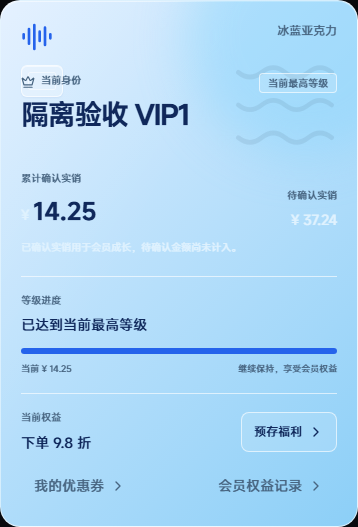 冰蓝亚克力
当前身份
当前最高等级
隔离验收 VIP1
累计确认实销
¥ 14.25
待确认实销
¥ 37.24
已确认实销用于会员成长，待确认金额尚未计入。
等级进度
已达到当前最高等级
当前 ¥ 14.25
继续保持，享受会员权益
当前权益
下单 9.8 折
预存福利
我的优惠券
会员权益记录